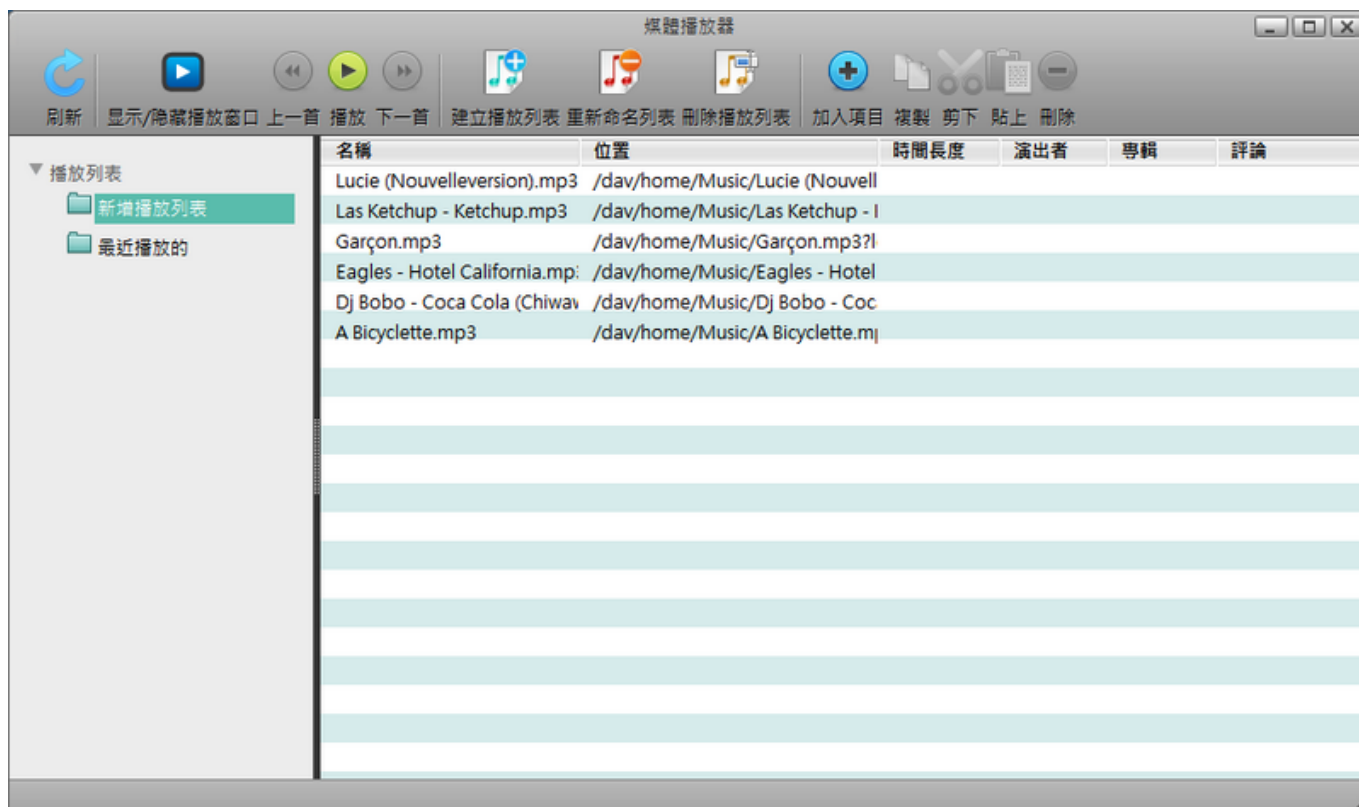 媒體播放器
刷新 显示/隐藏播放窗口 上一首 播放 下一首 建立播放列表 重新命名列表 刪除播放列表 加入項目 複製 剪下 貼上 刪除
播放列表
新增播放列表
最近播放的
名稱 位置 時間長度 演出者 專輯 評論
Lucie (Nouvelleversion).mp3 /dav/home/Music/Lucie (Nouvell
Las Ketchup - Ketchup.mp3 /dav/home/Music/Las Ketchup -
Garçon.mp3 /dav/home/Music/Garçon.mp3?l
Eagles - Hotel California.mp /dav/home/Music/Eagles - Hotel
Dj Bobo - Coca Cola (Chiwa /dav/home/Music/Dj Bobo - Coc
A Bicyclette.mp3 /dav/home/Music/A Bicyclette.m